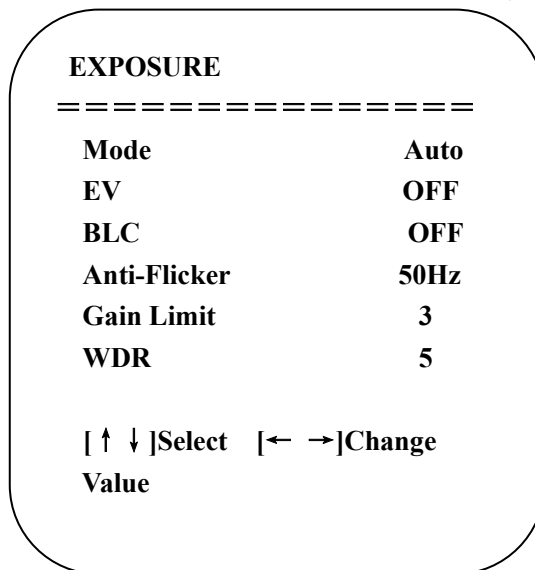 EXPOSURE
===============
Mode Auto
EV OFF
BLC OFF
Anti-Flicker 50Hz
Gain Limit 3
WDR 5
[↑ ↓]Select [← →]Change
Value